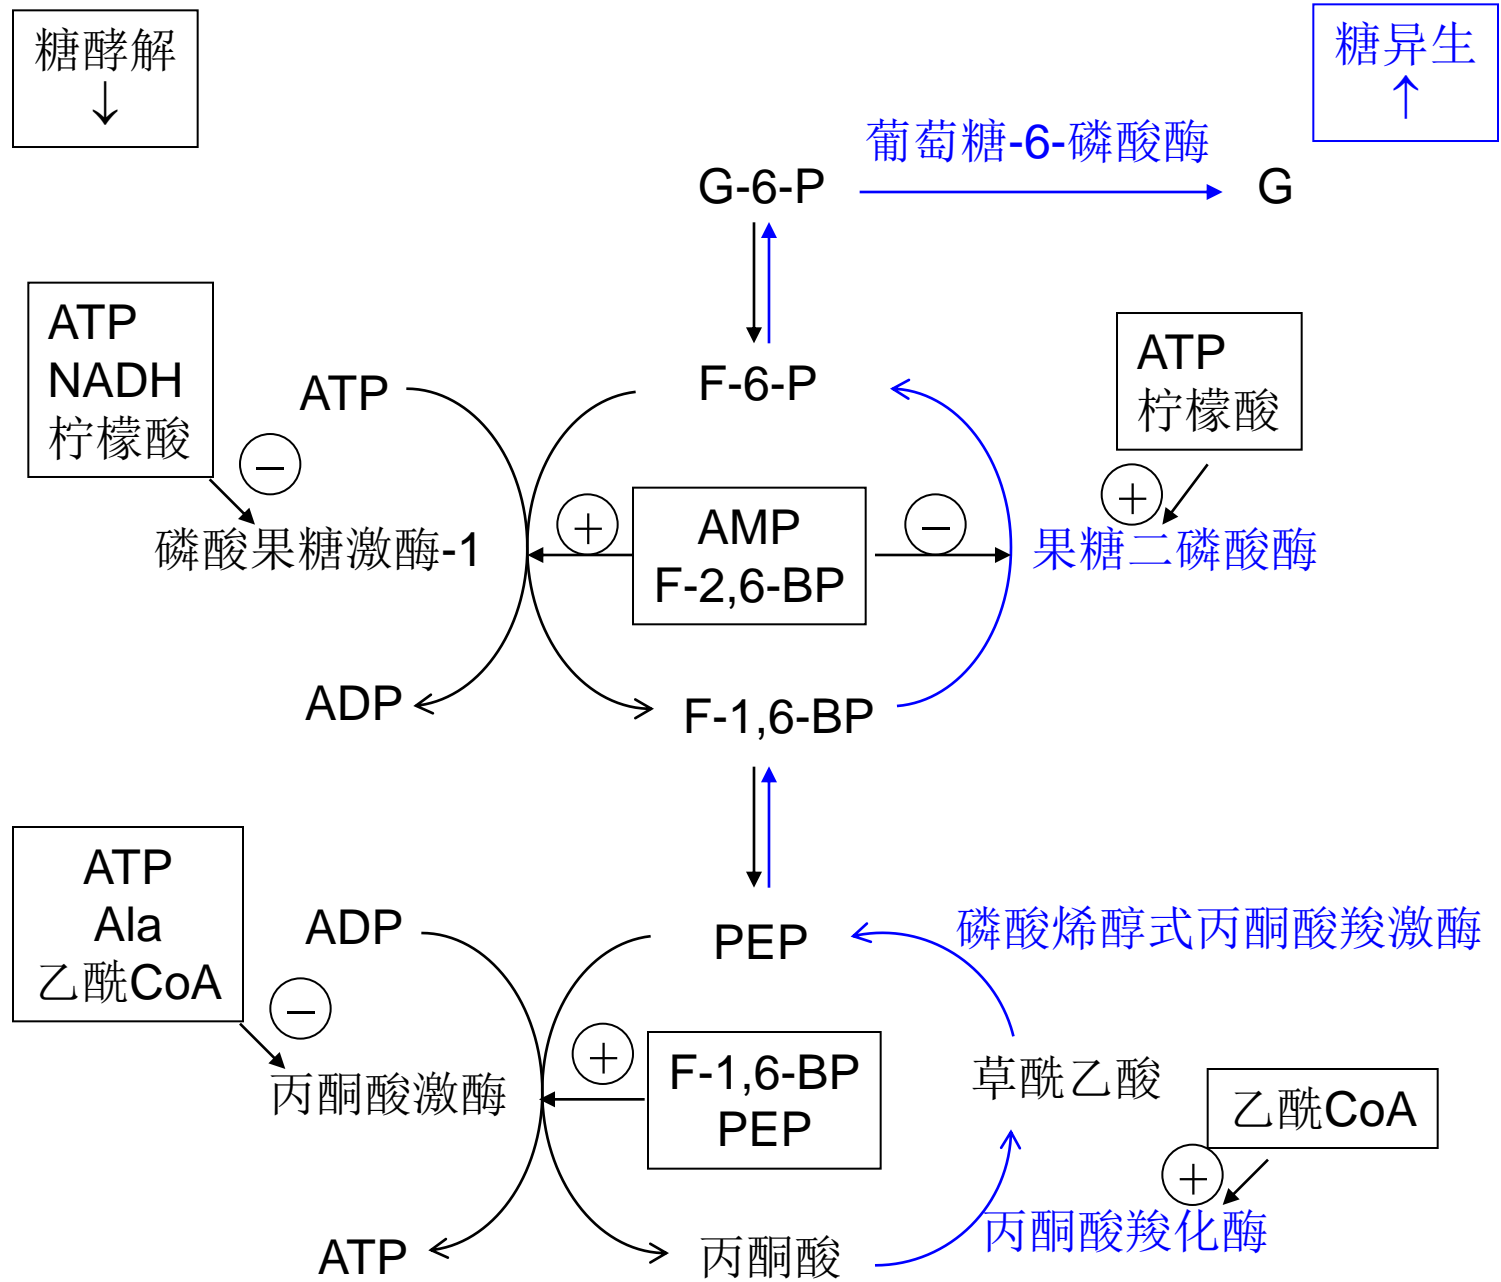 糖酵解
↓
糖异生
↑
葡萄糖-6-磷酸酶
G-6-P
G
ATP
NADH
柠檬酸
−
磷酸果糖激酶-1
ATP
F-6-P
ATP
柠檬酸
+
果糖二磷酸酶
+
AMP
F-2,6-BP
−
ADP
F-1,6-BP
ATP
Ala
乙酰CoA
−
丙酮酸激酶
ADP
PEP
磷酸烯醇式丙酮酸羧激酶
+
F-1,6-BP
PEP
草酰乙酸
乙酰CoA
+
丙酮酸羧化酶
ATP
丙酮酸